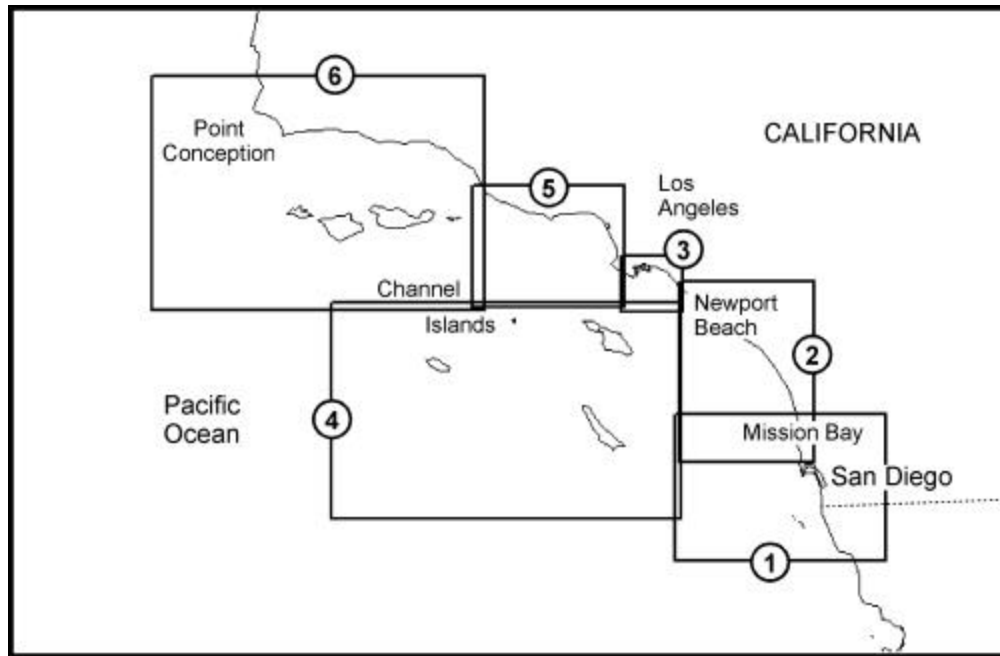 6
Point
Conception
CALIFORNIA
5
Los
Angeles
3
Channel
Islands
Newport
Beach
2
Pacific
Ocean
4
Mission Bay
San Diego
1